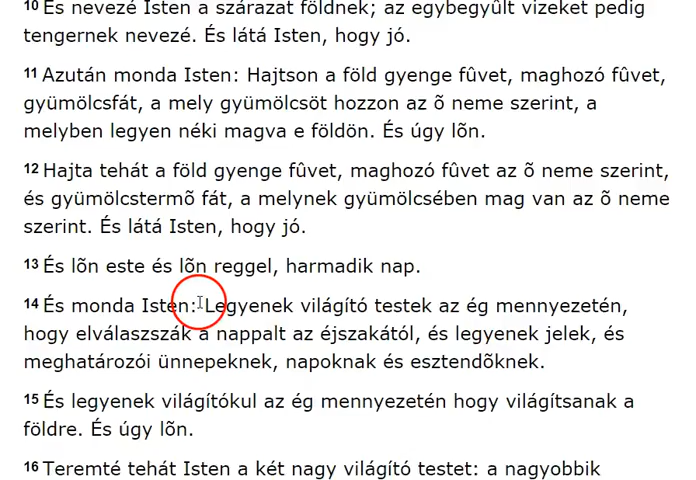 10 És nevezé Isten a szárazat földnek; az egybegyûlt vizeket pedig
tengernek nevezé. És látá Isten, hogy jó.
11 Azután monda Isten: Hajtson a föld gyenge fûvet, maghozó fûvet,
gyümölcsfát, a mely gyümölcsöt hozzon az õ neme szerint, a
melyben legyen néki magva e földön. És úgy lõn.
12 Hajta tehát a föld gyenge fûvet, maghozó fûvet az õ neme szerint,
és gyümölcstermõ fát, a melynek gyümölcsében mag van az õ neme
szerint. És látá Isten, hogy jó.
13 És lõn este és lõn reggel, harmadik nap.
14 És monda Isten: Legyenek világító testek az ég mennyezetén,
hogy elválaszszák a nappalt az éjszakától, és legyenek jelek, és
meghatározói ünnepeknek, napoknak és esztendõknek.
15 És legyenek világítókul az ég mennyezetén hogy világítsanak a
földre. És úgy lõn.
16 Teremté tehát Isten a két nagy világító testet: a nagyobbik